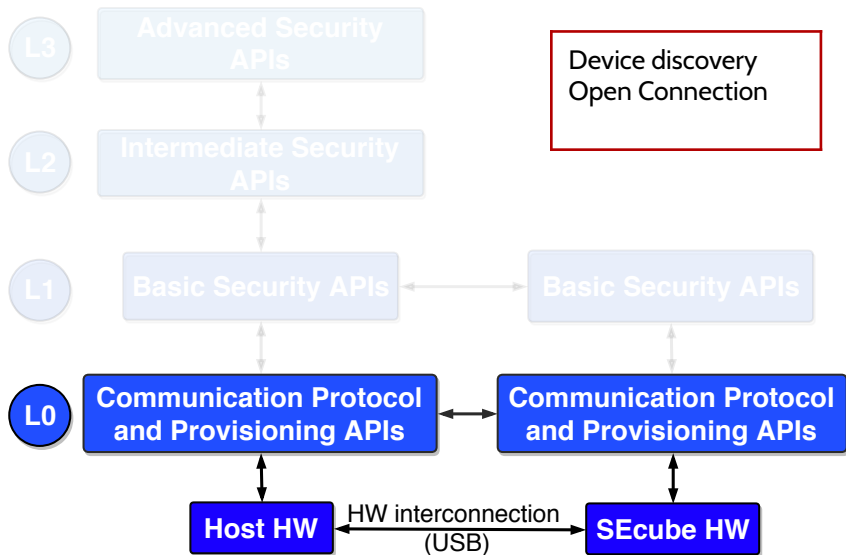 L3
Advanced Security
APIs
Device discovery
Open Connection
L2
Intermediate Security
APIs
L1
Basic Security APIs
Basic Security APIs
L0
Communication Protocol
and Provisioning APIs
Communication Protocol
and Provisioning APIs
Host HW
HW interconnection
(USB)
SEcube HW